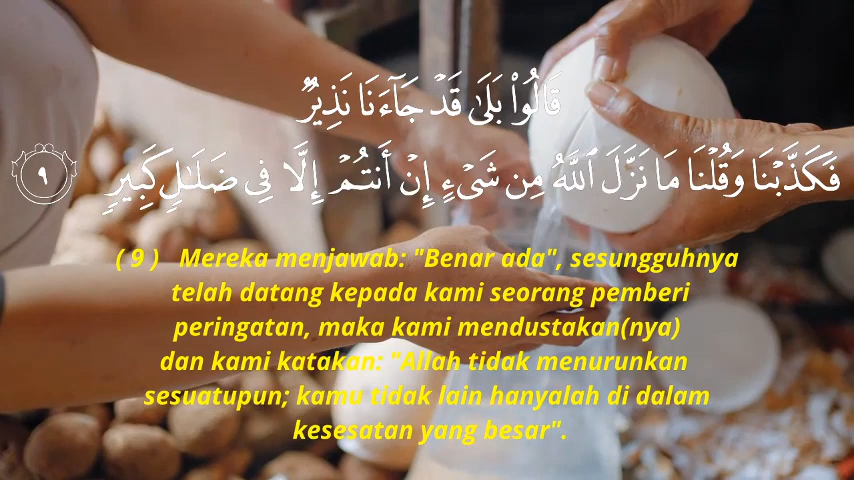 قَالُوا۟ بَلَىٰ قَدْ جَآءَنَا نَذِيرٌ
فَكَذَّبْنَا وَقُلْنَا مَا نَزَّلَ ٱللَّهُ مِن شَىْءٍ إِنْ أَنتُمْ إِلَّا فِى ضَلَـٰلٍ كَبِيرٍ ٩
( 9 ) Mereka menjawab: "Benar ada", sesungguhnya
telah datang kepada kami seorang pemberi
peringatan, maka kami mendustakan(nya)
dan kami katakan: "Allah tidak menurunkan
sesuatupun; kamu tidak lain hanyalah di dalam
kesesatan yang besar".